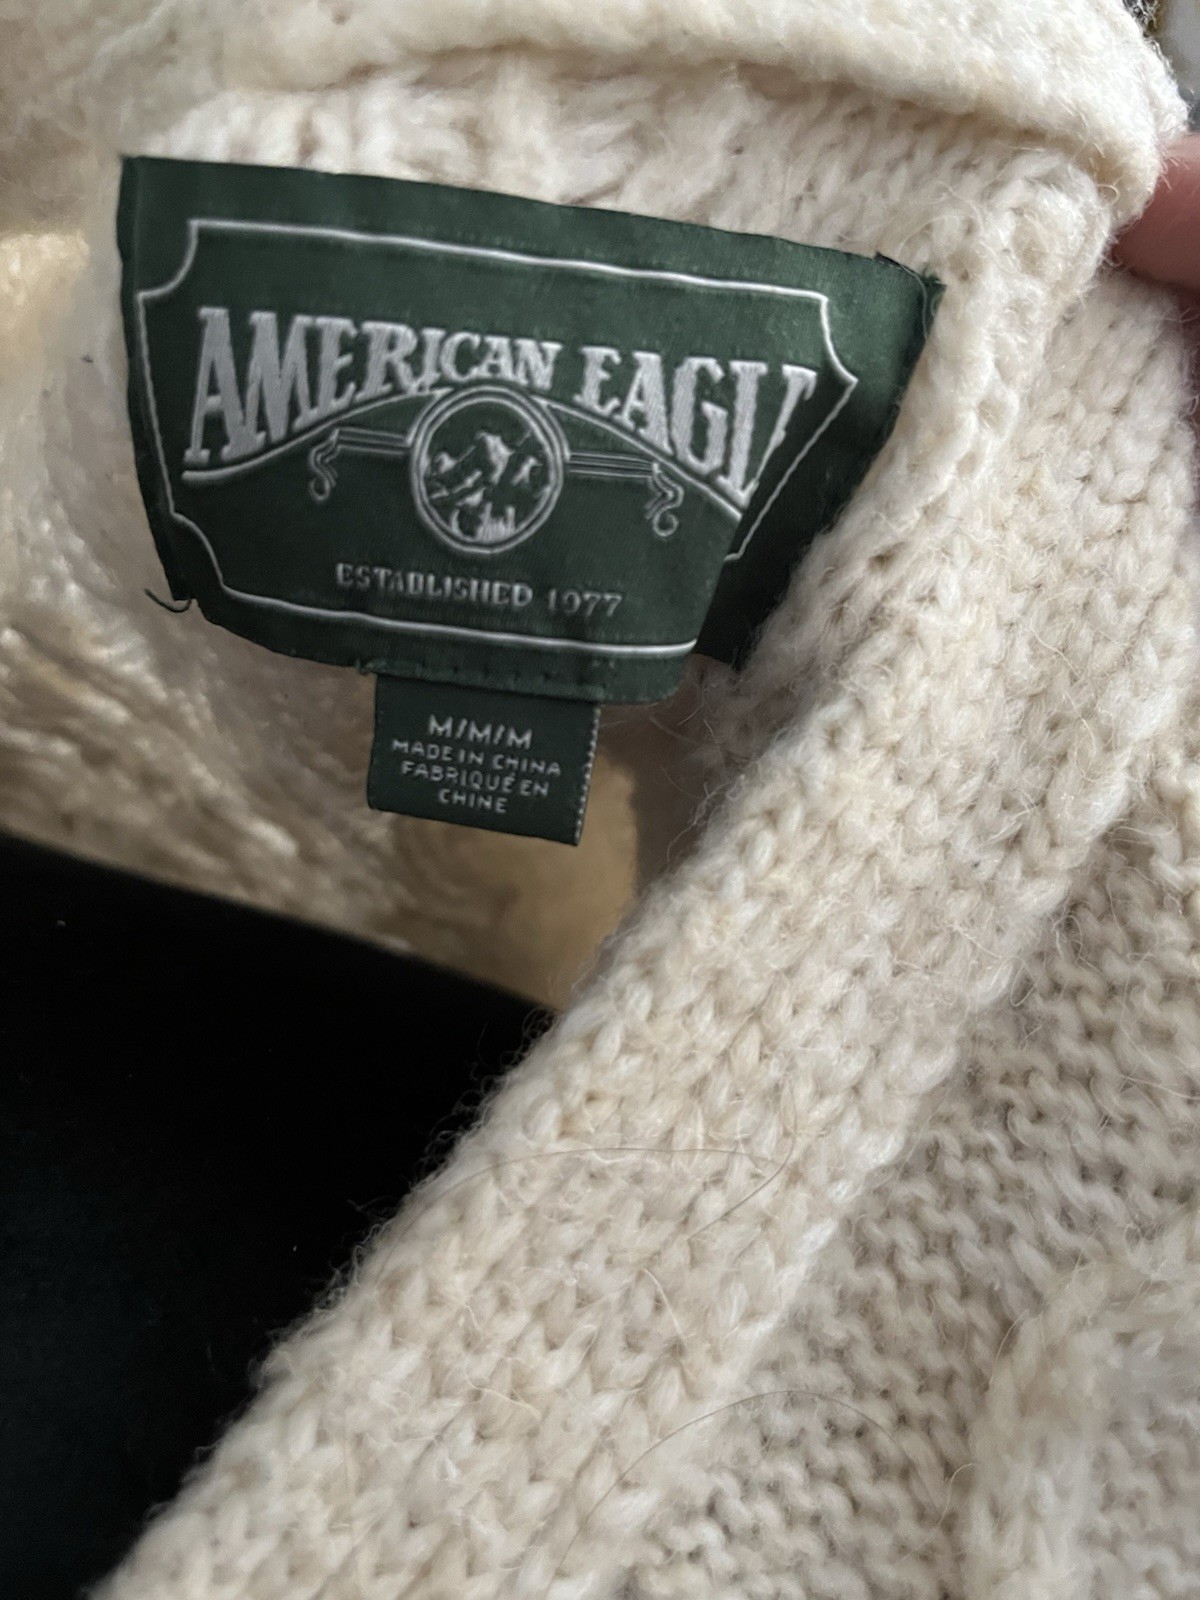 AMERICAN EAGLE
ESTABLISHED 1977
M/M/M
MADE IN CHINA
FABRIQUÉ EN
CHINE